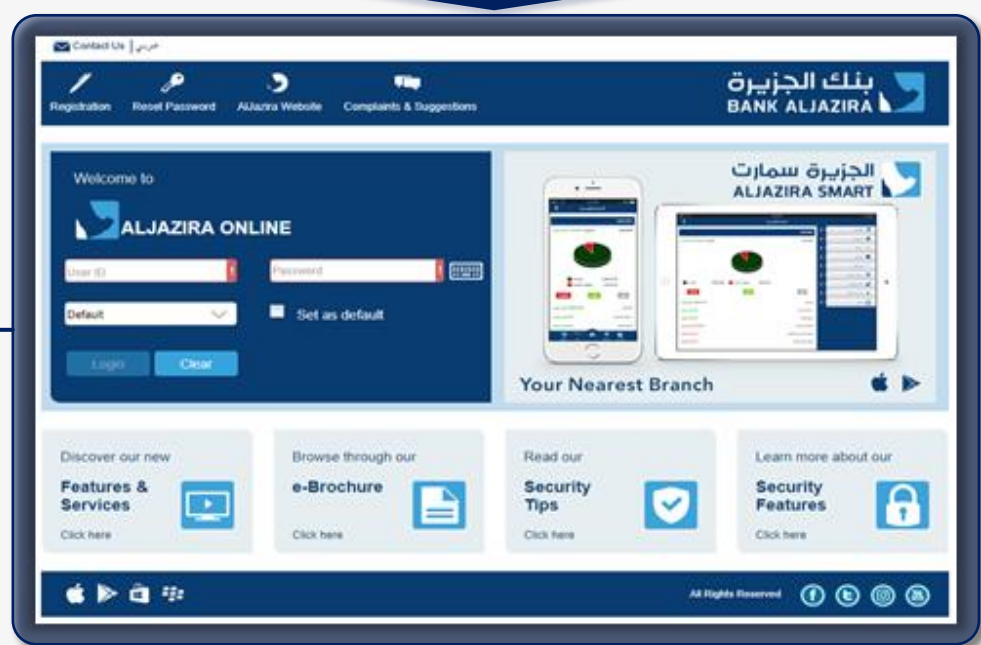 Contact Us | عربي
Registration Reset Password AlJazira Website Complaints & Suggestions
بنك الجزيرة
BANK ALJAZIRA
Welcome to
ALJAZIRA ONLINE
User ID ! Password !
Default Set as default
Login Clear
الجزيرة سمارت
ALJAZIRA SMART
Your Nearest Branch
Discover our new
Features &
Services
Click here
Browse through our
e-Brochure
Click here
Read our
Security
Tips
Click here
Learn more about our
Security
Features
Click here
All Rights Reserved